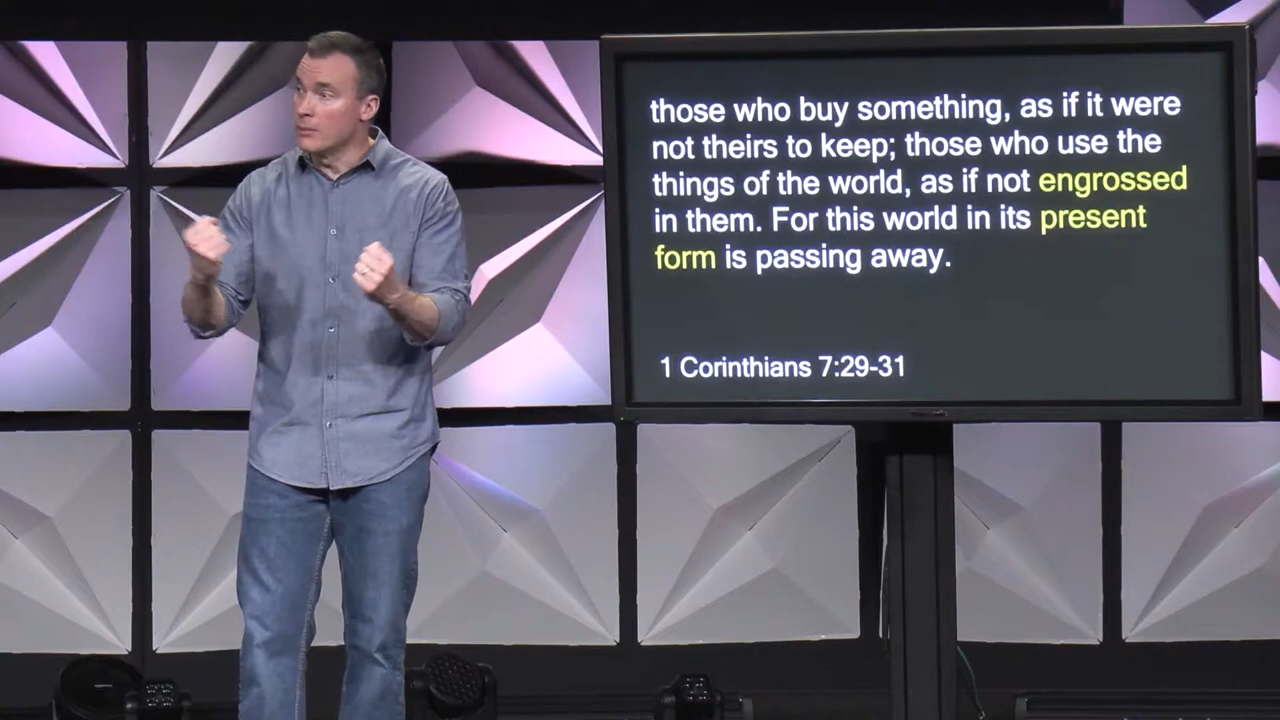 those who buy something, as if it were
not theirs to keep; those who use the
things of the world, as if not engrossed
in them. For this world in its present
form is passing away.
1 Corinthians 7:29-31